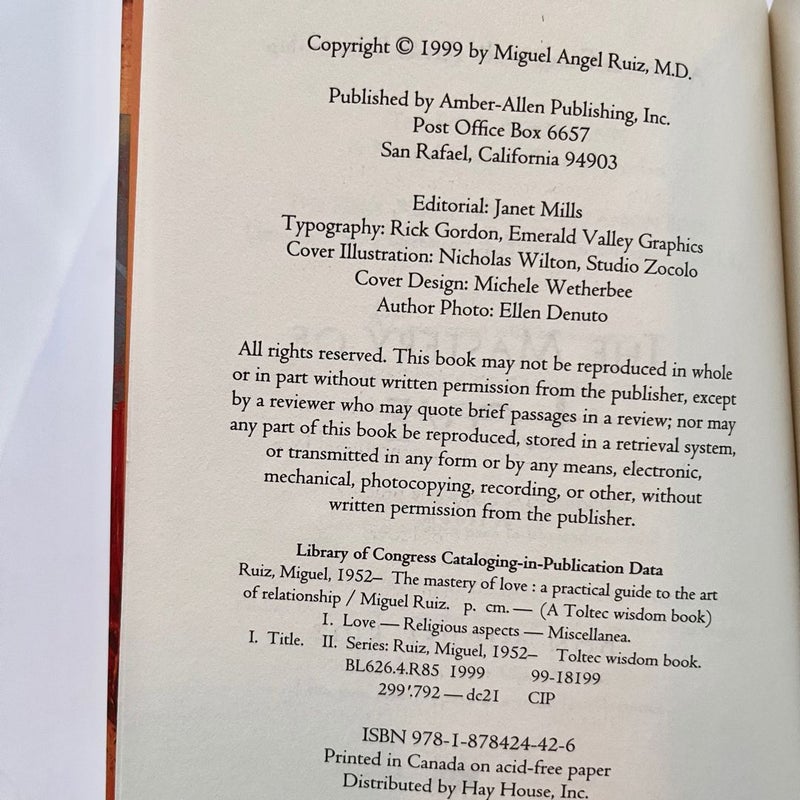 Copyright © 1999 by Miguel Angel Ruiz, M.D.
Published by Amber-Allen Publishing, Inc.
Post Office Box 6657
San Rafael, California 94903
Editorial: Janet Mills
Typography: Rick Gordon, Emerald Valley Graphics
Cover Illustration: Nicholas Wilton, Studio Zocolo
Cover Design: Michele Wetherbee
Author Photo: Ellen Denuto
All rights reserved. This book may not be reproduced in whole
or in part without written permission from the publisher, except
by a reviewer who may quote brief passages in a review; nor may
any part of this book be reproduced, stored in a retrieval system,
or transmitted in any form or by any means, electronic,
mechanical, photocopying, recording, or other, without
written permission from the publisher.
Library of Congress Cataloging-in-Publication Data
Ruiz, Miguel, 1952– The mastery of love : a practical guide to the art
of relationship / Miguel Ruiz. p. cm. — (A Toltec wisdom book)
1. Love — Religious aspects — Miscellanea.
I. Title. II. Series: Ruiz, Miguel, 1952– Toltec wisdom book.
BL626.4.R85 1999 99-18199
299'.792 — dc21 CIP
ISBN 978-1-878424-42-6
Printed in Canada on acid-free paper
Distributed by Hay House, Inc.